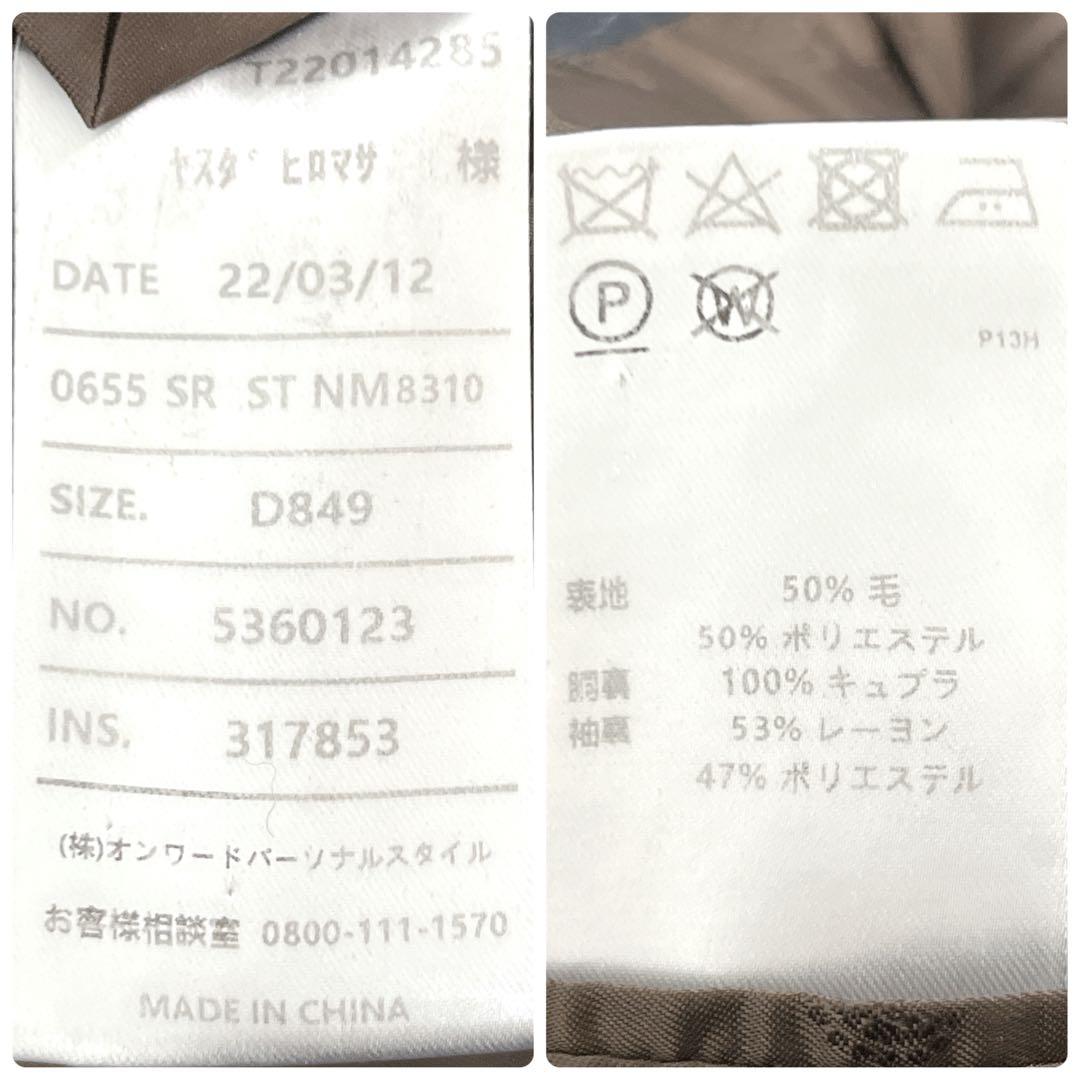 T22014285
ヤスダ ヒロマサ 様
DATE 22/03/12
0655 SR ST NM8310
SIZE. D849
NO. 5360123
INS. 317853
(株)オンワードパーソナルスタイル
お客様相談室 0800-111-1570
MADE IN CHINA
P W
P13H
表地 50% 毛
50% ポリエステル
胴裏 100% キュプラ
袖裏 53% レーヨン
47% ポリエステル